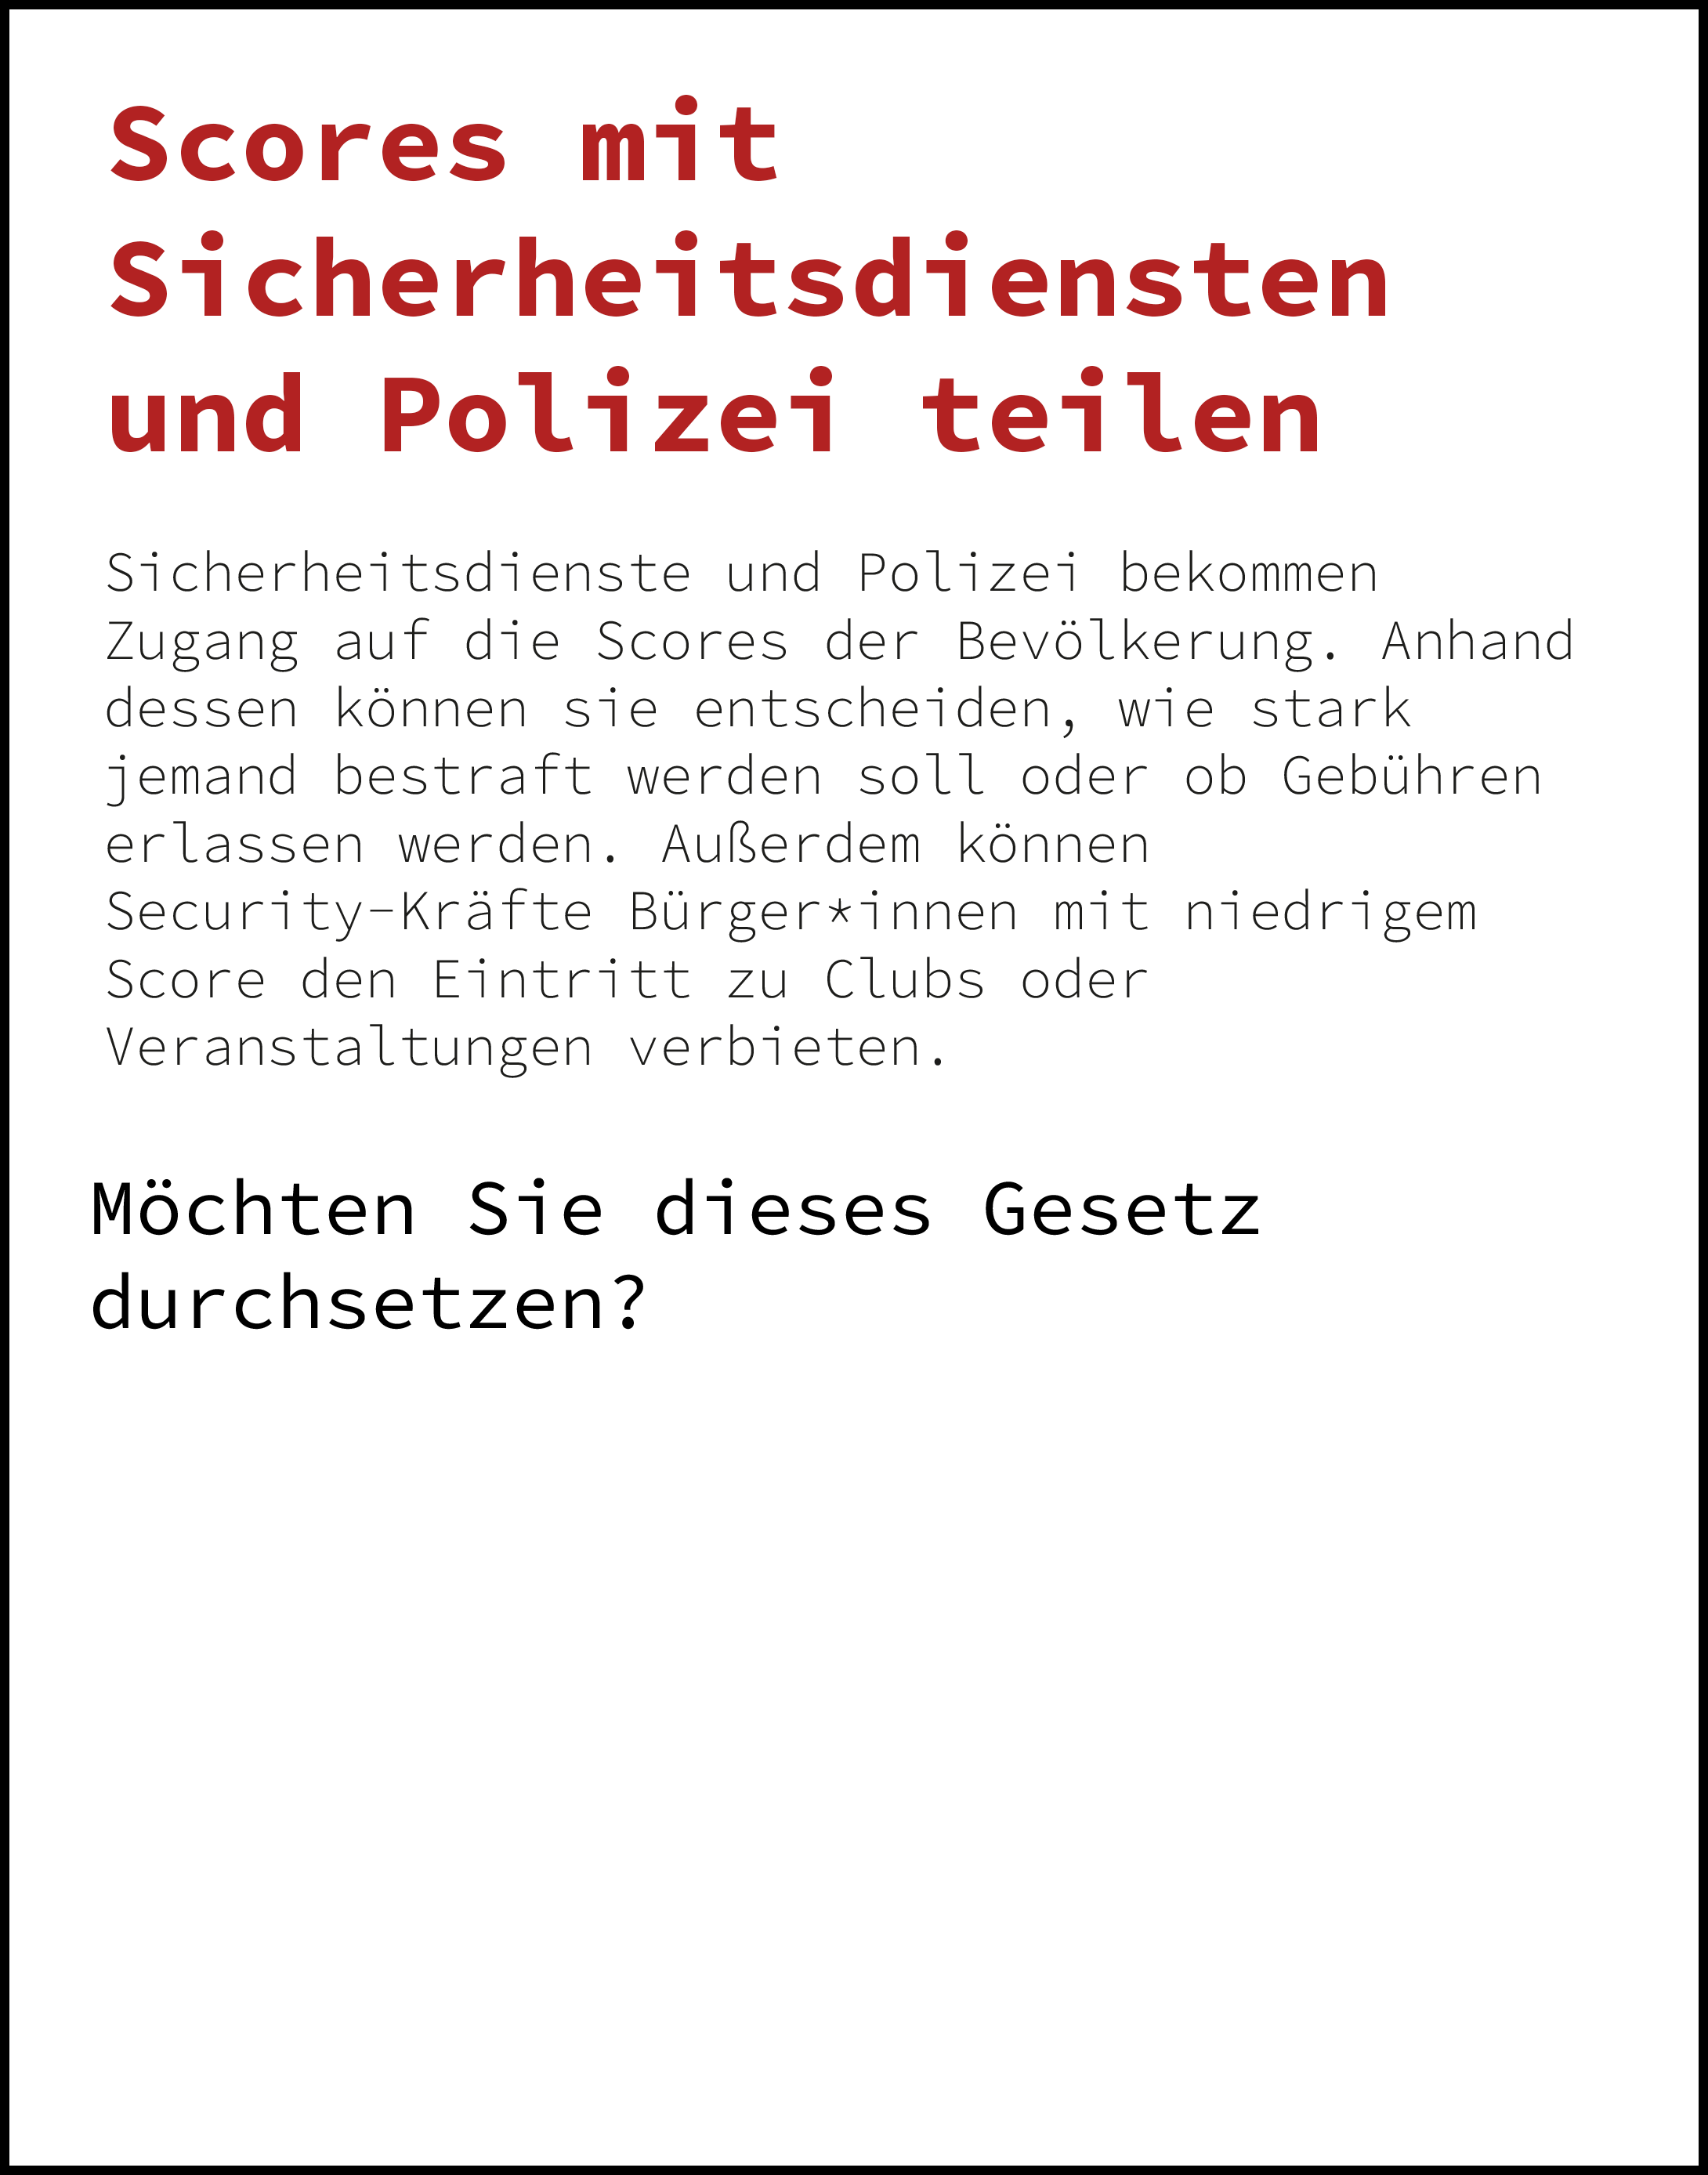 Scores mit
Sicherheitsdiensten
und Polizei teilen
Sicherheitsdienste und Polizei bekommen
Zugang auf die Scores der Bevölkerung. Anhand
dessen können sie entscheiden, wie stark
jemand bestraft werden soll oder ob Gebühren
erlassen werden. Außerdem können
Security-Kräfte Bürger*innen mit niedrigem
Score den Eintritt zu Clubs oder
Veranstaltungen verbieten.
Möchten Sie dieses Gesetz
durchsetzen?